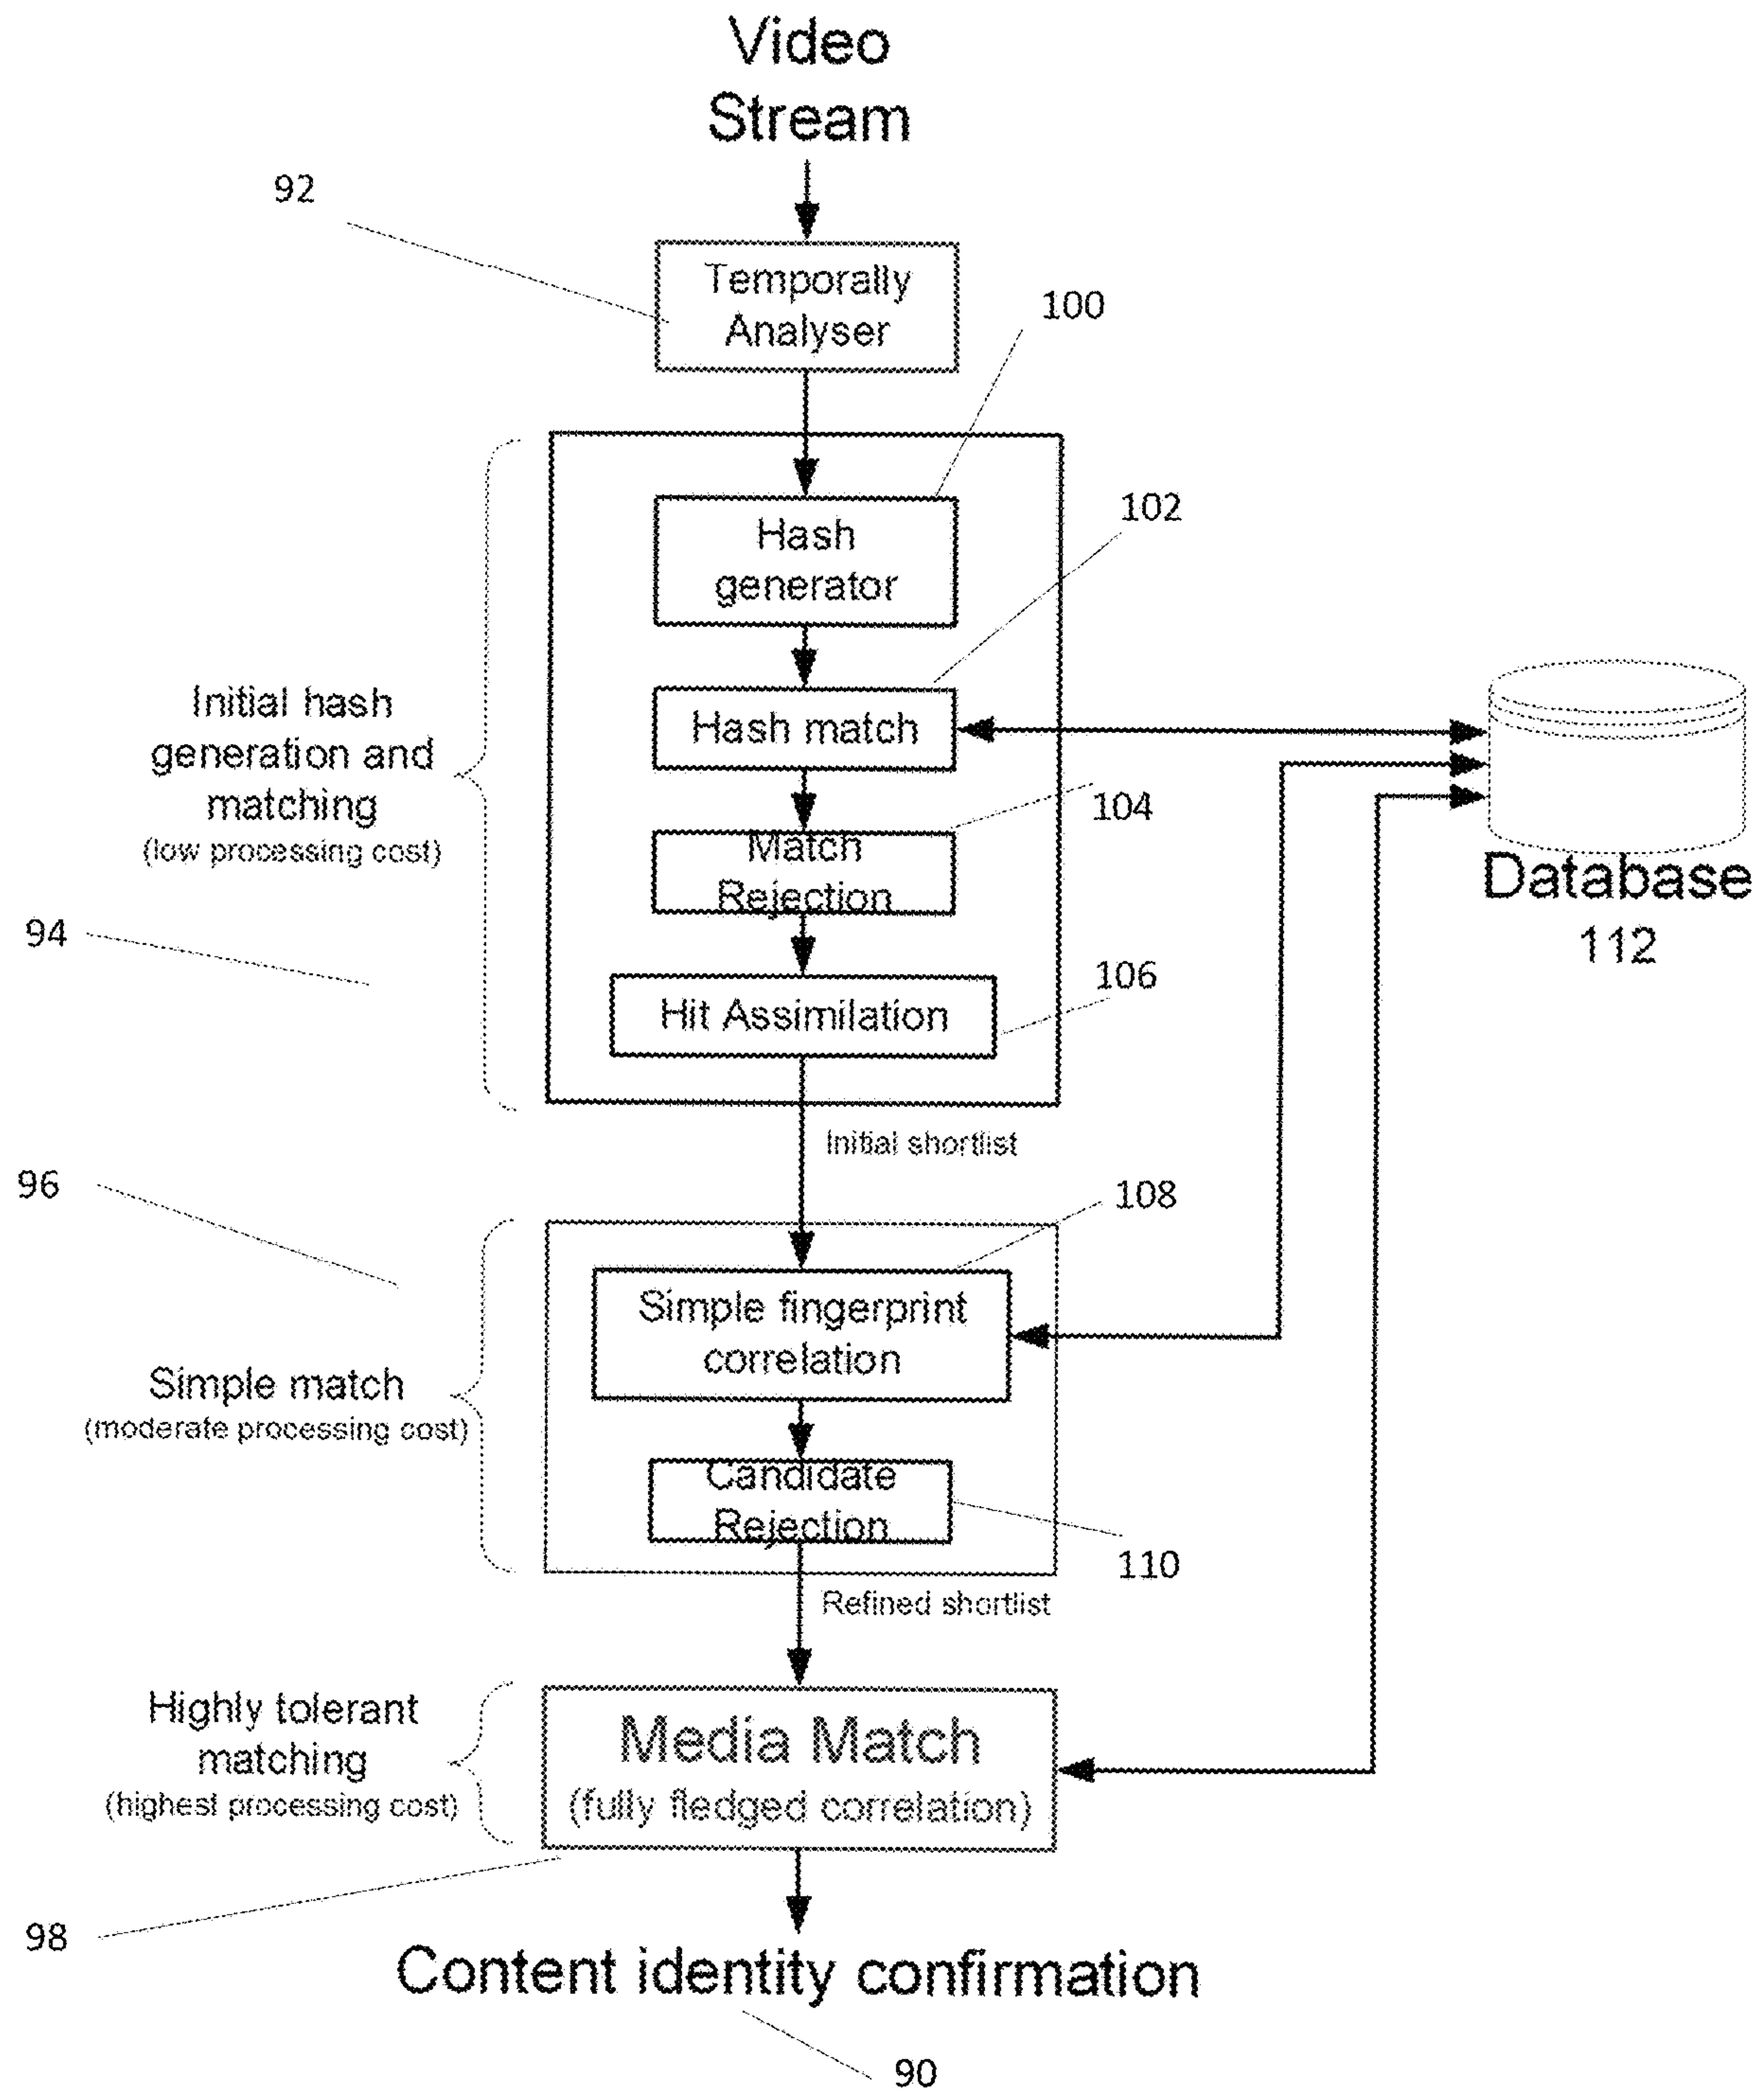 Video
Stream
92
Temporally
Analyser
100
Hash
generator
102
Initial hash
generation and
matching
(low processing cost)
Hash match
104
Match
Rejection
Database
112
94
106
Hit Assimilation
Initial shortlist
96
108
Simple fingerprint
correlation
Simple match
(moderate processing cost)
Candidate
Rejection
110
Refined shortlist
Highly tolerant
matching
(highest processing cost)
Media Match
(fully fledged correlation)
98
Content identity confirmation
90